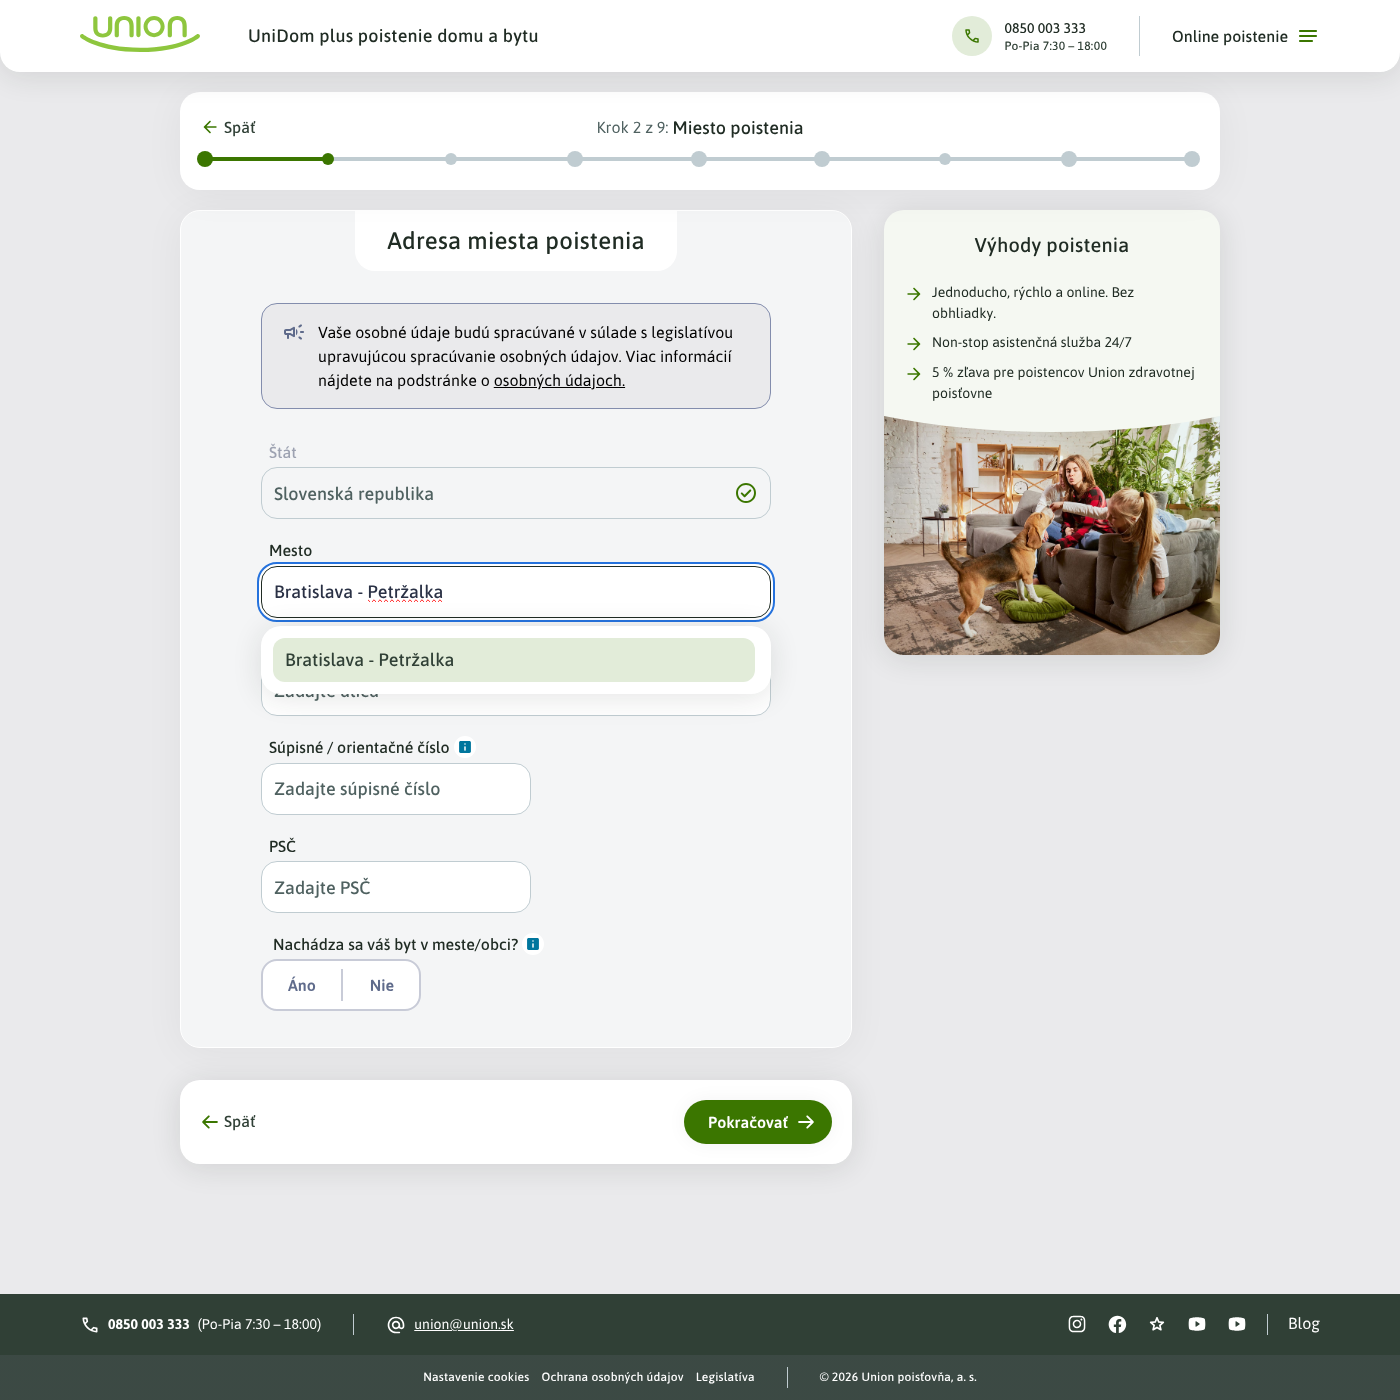 union
UniDom plus poistenie domu a bytu
0850 003 333
Po-Pia 7:30 – 18:00
Online poistenie
Späť
Krok 2 z 9: Miesto poistenia
Adresa miesta poistenia
Vaše osobné údaje budú spracúvané v súlade s legislatívou
upravujúcou spracúvanie osobných údajov. Viac informácií
nájdete na podstránke o osobných údajoch.
Štát
Slovenská republika
Mesto
Bratislava - Petržalka
Bratislava - Petržalka
Súpisné / orientačné číslo
Zadajte súpisné číslo
PSČ
Zadajte PSČ
Nachádza sa váš byt v meste/obci?
Áno
Nie
Späť
Pokračovať
Výhody poistenia
Jednoducho, rýchlo a online. Bez
obhliadky.
Non-stop asistenčná služba 24/7
5 % zľava pre poistencov Union zdravotnej
poisťovne
0850 003 333 (Po-Pia 7:30 – 18:00)
union@union.sk
Blog
Nastavenie cookies
Ochrana osobných údajov
Legislatíva
© 2026 Union poisťovňa, a. s.